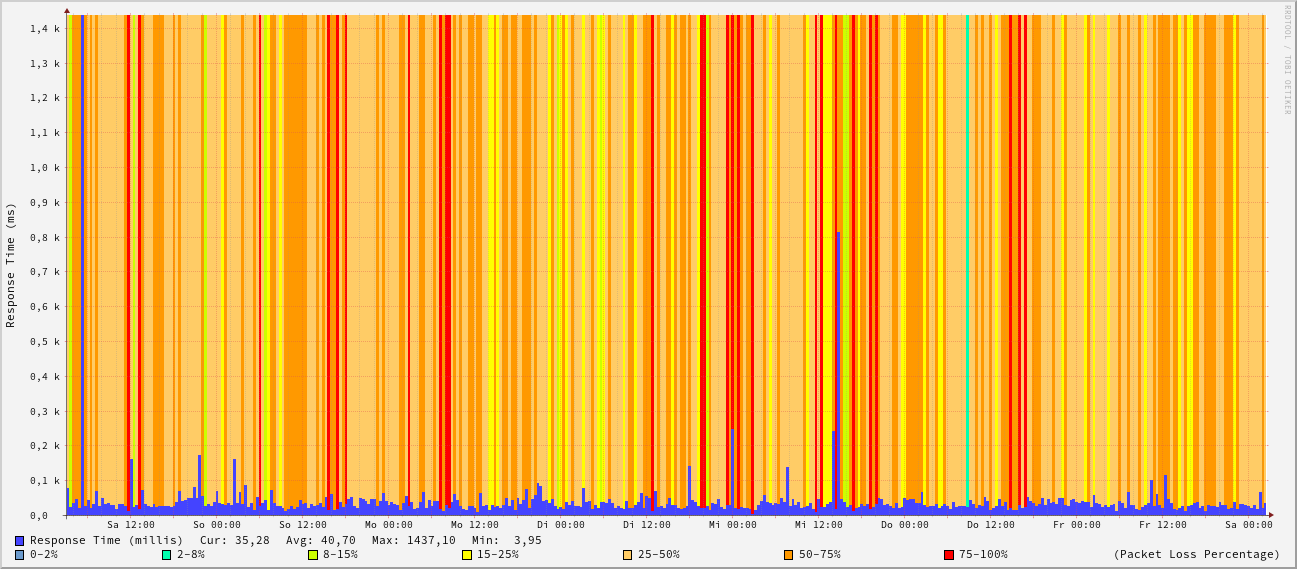 RRDTOOL / TOBI OETIKER
Response Time (ms)
1,4 k
1,3 k
1,2 k
1,1 k
1,0 k
0,9 k
0,8 k
0,7 k
0,6 k
0,5 k
0,4 k
0,3 k
0,2 k
0,1 k
0,0
Sa 12:00 So 00:00 So 12:00 Mo 00:00 Mo 12:00 Di 00:00 Di 12:00 Mi 00:00 Mi 12:00 Do 00:00 Do 12:00 Fr 00:00 Fr 12:00 Sa 00:00
Response Time (millis) Cur: 35,28 Avg: 40,70 Max: 1437,10 Min: 3,95
0-2% 2-8% 8-15% 15-25% 25-50% 50-75% 75-100% (Packet Loss Percentage)